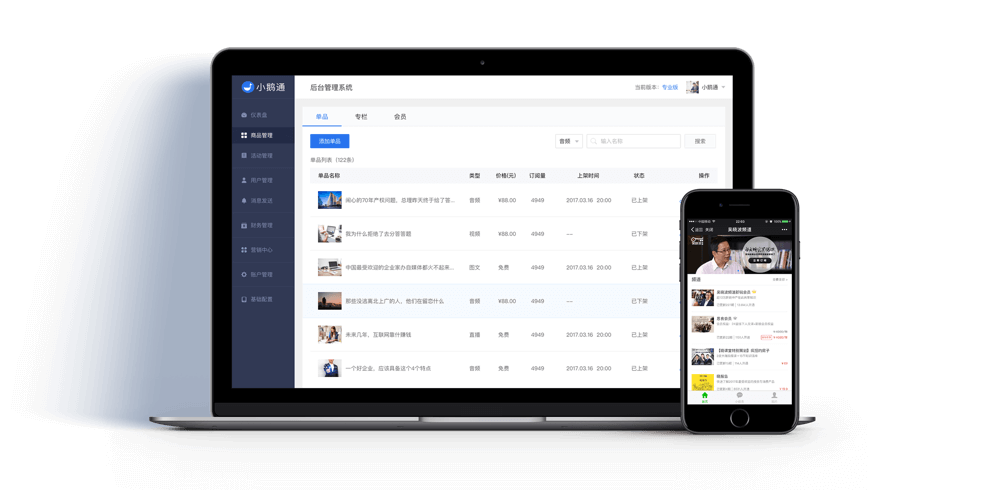 小鹅通
后台管理系统
当前版本：专业版
小鹅通
仪表盘
商品管理
活动管理
用户管理
消息发送
财务管理
营销中心
账户管理
基础配置
单品 专栏 会员
添加单品
音频 输入名称 搜索
单品列表（122条）
单品名称 类型 价格(元) 订阅量 上架时间 状态 操作
闹心的70年产权问题，总理昨天终于给了答... 音频 ¥88.00 4949 2017.03.16 20:00 已上架
我为什么拒绝了去分答答题 视频 ¥88.00 4949 -- 已下架
中国最受欢迎的企业家办自媒体都火不起来... 图文 免费 4949 2017.03.16 20:00 已上架
那些没逃离北上广的人，他们在留恋什么 音频 ¥88.00 4949 -- 已下架
未来几年，互联网靠什赚钱 直播 免费 4949 2017.03.16 20:00 已上架
一个好企业，应该具备这个4个特点 音频 免费 4949 2017.03.16 20:00 已上架
返回 关闭 吴晓波频道
频道